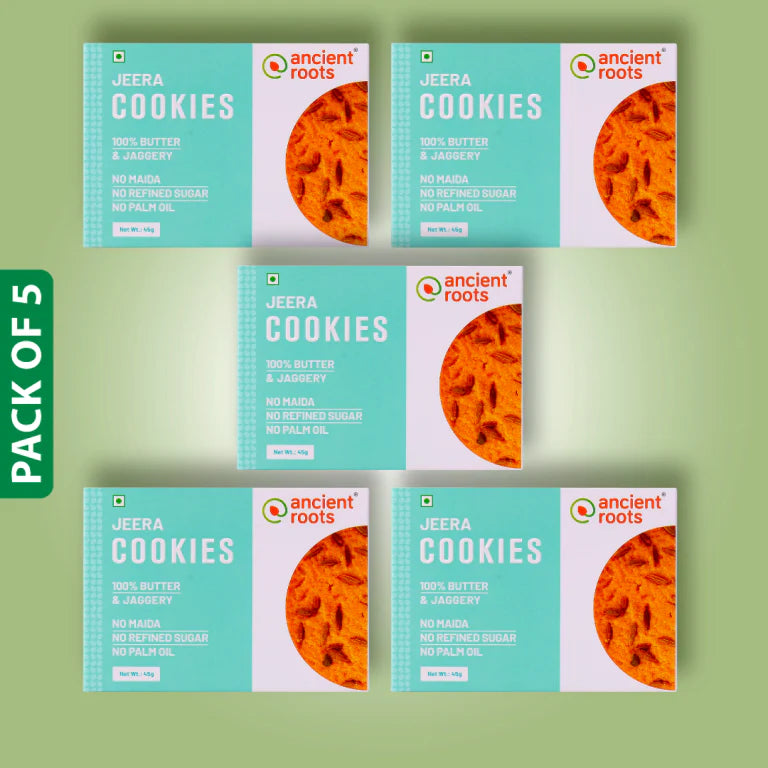 JEERA
COOKIES
100% BUTTER
& JAGGERY
NO MAIDA
NO REFINED SUGAR
NO PALM OIL
Net Wt.: 45g
ancient®
roots
JEERA
COOKIES
100% BUTTER
& JAGGERY
NO MAIDA
NO REFINED SUGAR
NO PALM OIL
Net Wt.: 45g
ancient®
roots
PACK OF 5
JEERA
COOKIES
100% BUTTER
& JAGGERY
NO MAIDA
NO REFINED SUGAR
NO PALM OIL
Net Wt.: 45g
ancient®
roots
JEERA
COOKIES
100% BUTTER
& JAGGERY
NO MAIDA
NO REFINED SUGAR
NO PALM OIL
Net Wt.: 45g
ancient®
roots
JEERA
COOKIES
100% BUTTER
& JAGGERY
NO MAIDA
NO REFINED SUGAR
NO PALM OIL
Net Wt.: 45g
ancient®
roots